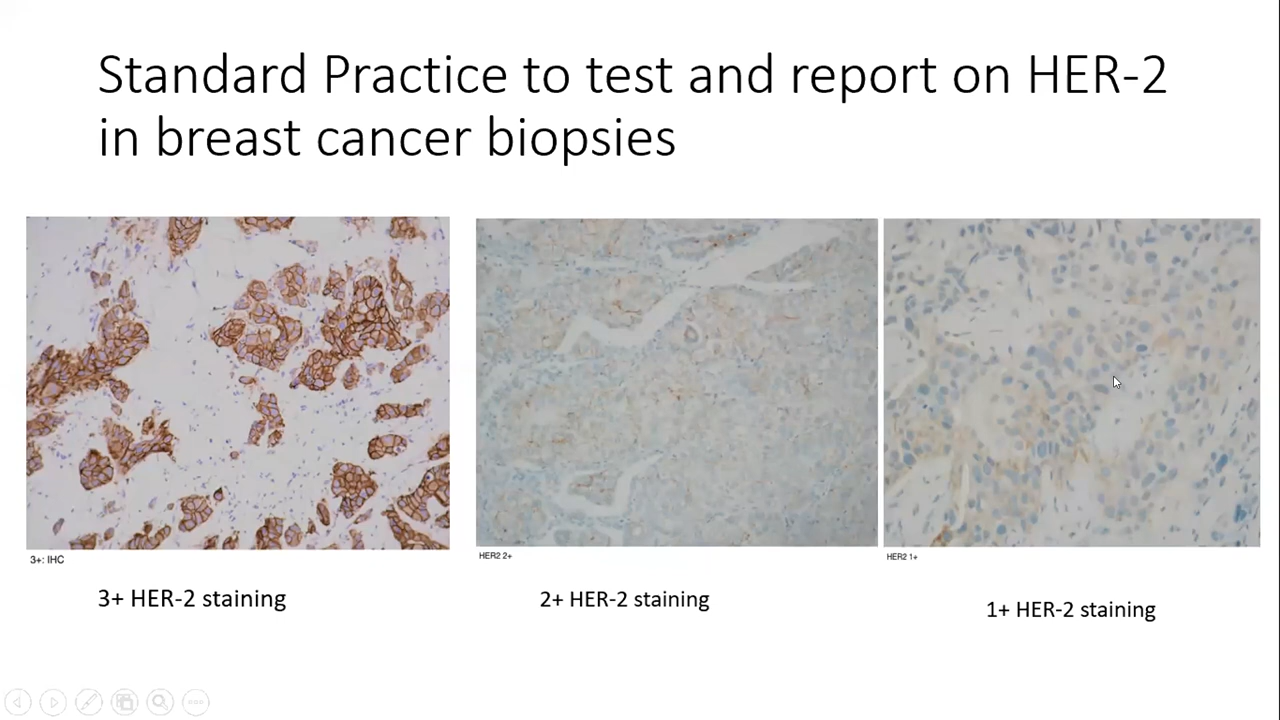 Standard Practice to test and report on HER-2
in breast cancer biopsies
3+: IHC
HER2 2+
HER2 1+
3+ HER-2 staining
2+ HER-2 staining
1+ HER-2 staining